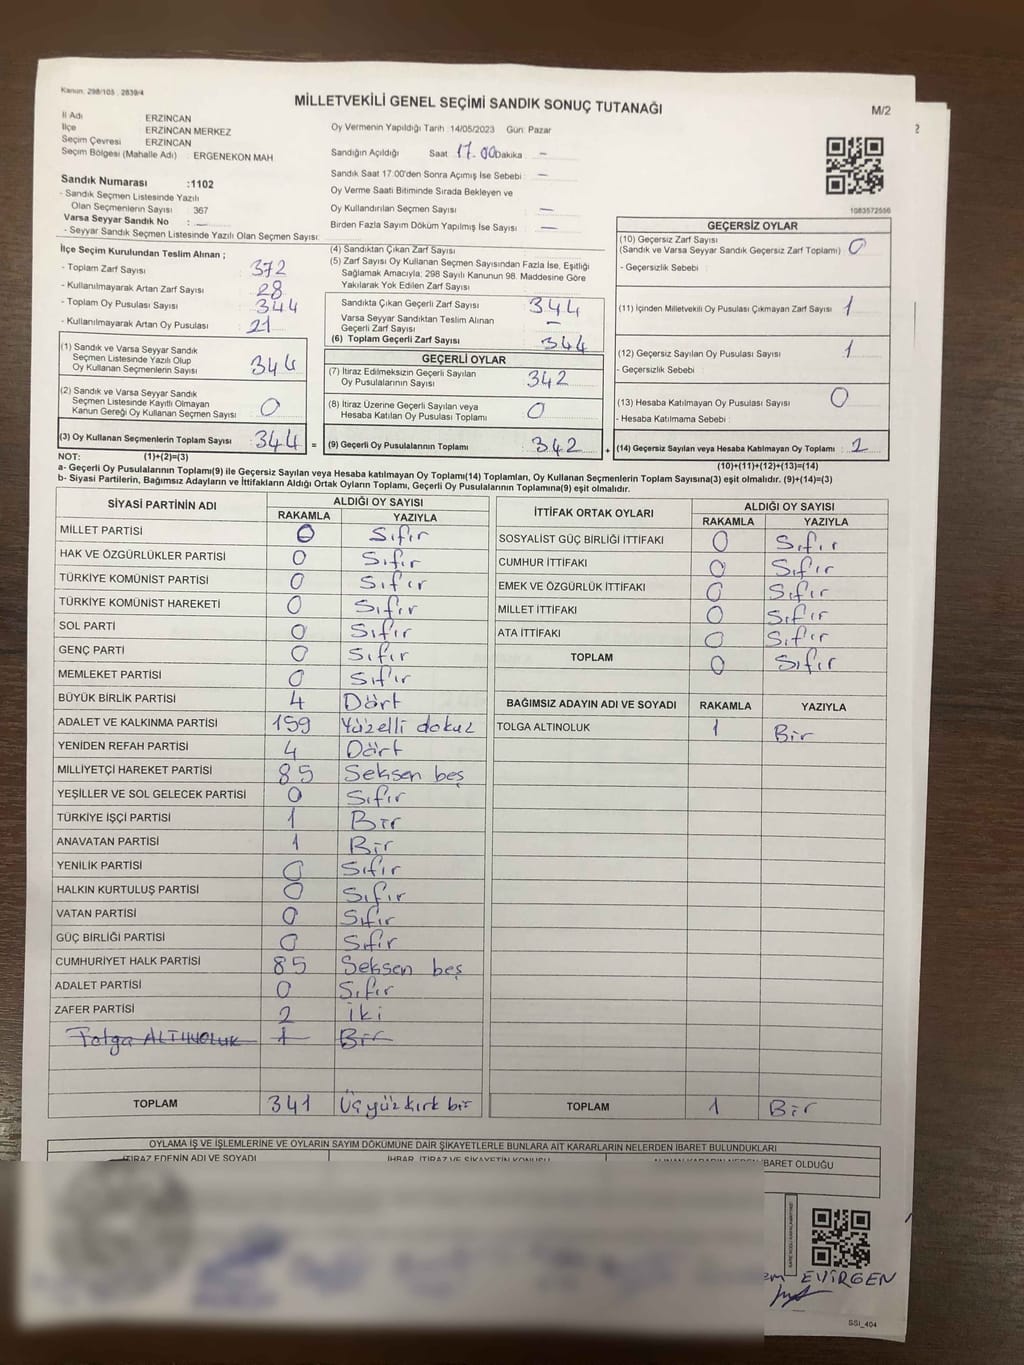 Kanun: 298/105 , 2839/4
MİLLETVEKİLİ GENEL SEÇİMİ SANDIK SONUÇ TUTANAĞI
M/2
İl Adı ERZİNCAN
İlçe ERZİNCAN MERKEZ
Seçim Çevresi ERZİNCAN
Seçim Bölgesi (Mahalle Adı) : ERGENEKON MAH
Sandık Numarası :1102
- Sandık Seçmen Listesinde Yazılı
Olan Seçmenlerin Sayısı 367
Varsa Seyyar Sandık No : —
- Seyyar Sandık Seçmen Listesinde Yazılı Olan Seçmen Sayısı:
Oy Vermenin Yapıldığı Tarih :14/05/2023 Gün: Pazar
Sandığın Açıldığı Saat 17.00 Dakika —
Sandık Saat 17.00'den Sonra Açımış İse Sebebi : —
Oy Verme Saati Bitiminde Sırada Bekleyen ve
Oy Kullandırılan Seçmen Sayısı : —
Birden Fazla Sayım Döküm Yapılmış İse Sayısı : —
1083572556
İlçe Seçim Kurulundan Teslim Alınan ;
- Toplam Zarf Sayısı : 372
- Kullanılmayarak Artan Zarf Sayısı : 28
- Toplam Oy Pusulası Sayısı : 344
- Kullanılmayarak Artan Oy Pusulası : 21
(1) Sandık ve Varsa Seyyar Sandık
Seçmen Listesinde Yazılı Olup
Oy Kullanan Seçmenlerin Sayısı 344
(2) Sandık ve Varsa Seyyar Sandık
Seçmen Listesinde Kayıtlı Olmayan
Kanun Gereği Oy Kullanan Seçmen Sayısı 0
(3) Oy Kullanan Seçmenlerin Toplam Sayısı 344 =
(4) Sandıktan Çıkan Zarf Sayısı
(5) Zarf Sayısı Oy Kullanan Seçmen Sayısından Fazla İse, Eşitliği
Sağlamak Amacıyla; 298 Sayılı Kanunun 98. Maddesine Göre
Yakılarak Yok Edilen Zarf Sayısı
Sandıkta Çıkan Geçerli Zarf Sayısı 344
Varsa Seyyar Sandıktan Teslim Alınan
Geçerli Zarf Sayısı —
(6) Toplam Geçerli Zarf Sayısı : 344
GEÇERLİ OYLAR
(7) İtiraz Edilmeksizin Geçerli Sayılan
Oy Pusulalarının Sayısı : 342
(8) İtiraz Üzerine Geçerli Sayılan veya
Hesaba Katılan Oy Pusulası Toplamı : 0
(9) Geçerli Oy Pusulalarının Toplamı : 342 +
GEÇERSİZ OYLAR
(10) Geçersiz Zarf Sayısı
(Sandık ve Varsa Seyyar Sandık Geçersiz Zarf Toplamı) : 0
- Geçersizlik Sebebi :
(11) İçinden Milletvekili Oy Pusulası Çıkmayan Zarf Sayısı : 1
(12) Geçersiz Sayılan Oy Pusulası Sayısı : 1
- Geçersizlik Sebebi :
(13) Hesaba Katılmayan Oy Pusulası Sayısı : 0
- Hesaba Katılmama Sebebi :
(14) Geçersiz Sayılan veya Hesaba Katılmayan Oy Toplamı : 2
NOT: (1)+(2)=(3)
(10)+(11)+(12)+(13)=(14)
a- Geçerli Oy Pusulalarının Toplamı(9) ile Geçersiz Sayılan veya Hesaba katılmayan Oy Toplamı(14) Toplamları, Oy Kullanan Seçmenlerin Toplam Sayısına(3) eşit olmalıdır. (9)+(14)=(3)
b- Siyasi Partilerin, Bağımsız Adayların ve İttifakların Aldığı Ortak Oyların Toplamı, Geçerli Oy Pusulalarının Toplamına(9) eşit olmalıdır.
SİYASİ PARTİNİN ADI ALDIĞI OY SAYISI
RAKAMLA YAZIYLA
MİLLET PARTİSİ 0 Sıfır
HAK VE ÖZGÜRLÜKLER PARTİSİ 0 Sıfır
TÜRKİYE KOMÜNİST PARTİSİ 0 Sıfır
TÜRKİYE KOMÜNİST HAREKETİ 0 Sıfır
SOL PARTİ 0 Sıfır
GENÇ PARTİ 0 Sıfır
MEMLEKET PARTİSİ 0 Sıfır
BÜYÜK BİRLİK PARTİSİ 4 Dört
ADALET VE KALKINMA PARTİSİ 159 Yüzelli dokuz
YENİDEN REFAH PARTİSİ 4 Dört
MİLLİYETÇİ HAREKET PARTİSİ 85 Seksen beş
YEŞİLLER VE SOL GELECEK PARTİSİ 0 Sıfır
TÜRKİYE İŞÇİ PARTİSİ 1 Bir
ANAVATAN PARTİSİ 1 Bir
YENİLİK PARTİSİ 0 Sıfır
HALKIN KURTULUŞ PARTİSİ 0 Sıfır
VATAN PARTİSİ 0 Sıfır
GÜÇ BİRLİĞİ PARTİSİ 0 Sıfır
CUMHURİYET HALK PARTİSİ 85 Seksen beş
ADALET PARTİSİ 0 Sıfır
ZAFER PARTİSİ 2 İki
Tolga ALTINOLUK 1 Bir
TOPLAM 341 Üçyüz kırk bir
İTTİFAK ORTAK OYLARI ALDIĞI OY SAYISI
RAKAMLA YAZIYLA
SOSYALİST GÜÇ BİRLİĞİ İTTİFAKI 0 Sıfır
CUMHUR İTTİFAKI 0 Sıfır
EMEK VE ÖZGÜRLÜK İTTİFAKI 0 Sıfır
MİLLET İTTİFAKI 0 Sıfır
ATA İTTİFAKI 0 Sıfır
TOPLAM 0 Sıfır
BAĞIMSIZ ADAYIN ADI VE SOYADI RAKAMLA YAZIYLA
TOLGA ALTINOLUK 1 Bir
TOPLAM 1 Bir
OYLAMA İŞ VE İŞLEMLERİNE VE OYLARIN SAYIM DÖKÜMÜNE DAİR ŞİKAYETLERLE BUNLARA AİT KARARLARIN NELERDEN İBARET BULUNDUKLARI
İTİRAZ EDENİN ADI VE SOYADI İHBAR, İTİRAZ VE ŞİKAYETİN KONUSU İBARET OLDUĞU
EVİRGEN
SSİ_404